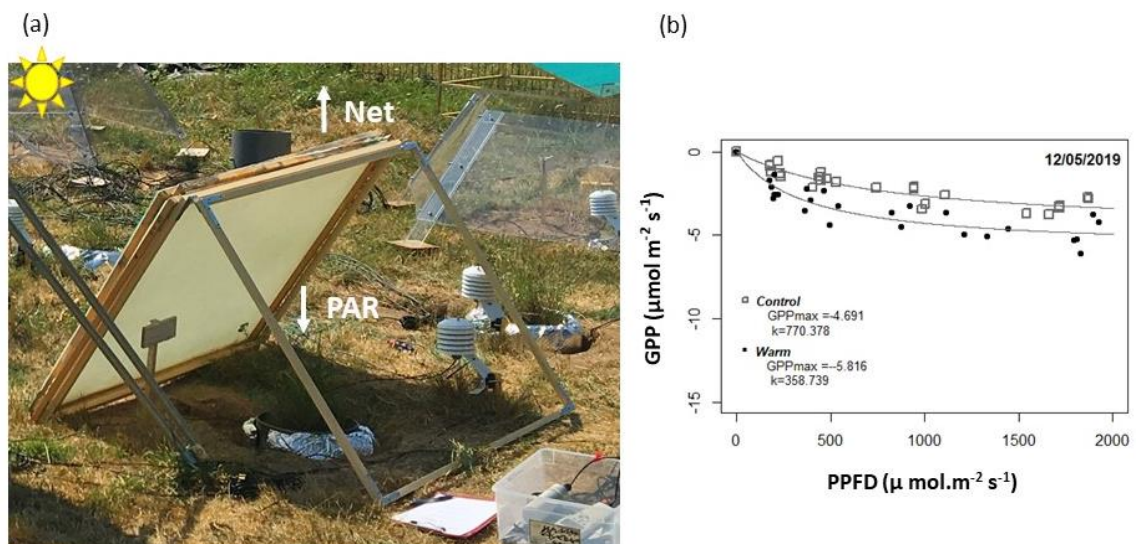 (a)
Net
PAR
(b)
12/05/2019
GPP (µmol m⁻² s⁻¹)
0
-5
-10
-15
Control
GPPmax =-4.691
k=770.378
Warm
GPPmax =--5.816
k=358.739
0
500
1000
1500
2000
PPFD (µ mol.m⁻² s⁻¹)